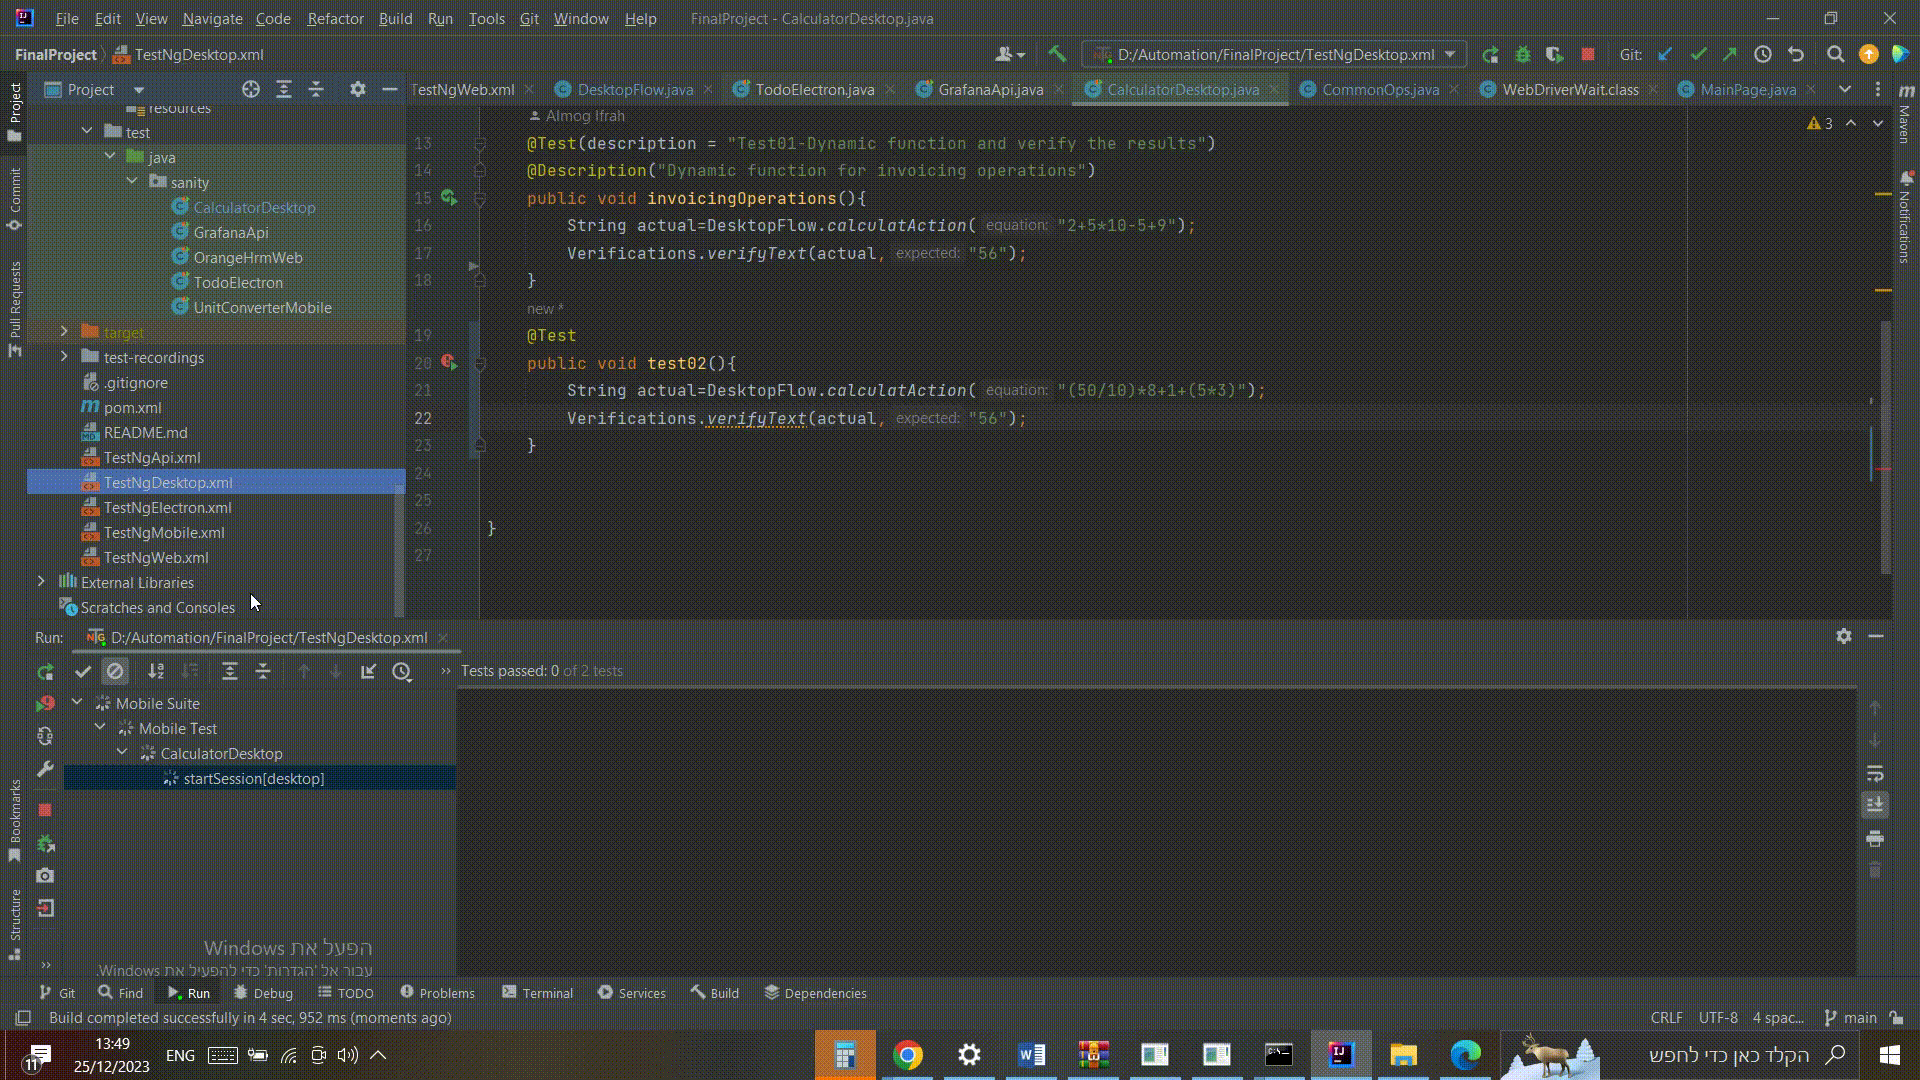 File Edit View Navigate Code Refactor Build Run Tools Git Window Help FinalProject - CalculatorDesktop.java
FinalProject TestNgDesktop.xml D:/Automation/FinalProject/TestNgDesktop.xml Git:
Project TestNgWeb.xml DesktopFlow.java TodoElectron.java GrafanaApi.java CalculatorDesktop.java CommonOps.java WebDriverWait.class MainPage.java
Project
Commit
Pull Requests
Bookmarks
Structure
Maven
Notifications
resources
test
java
sanity
CalculatorDesktop
GrafanaApi
OrangeHrmWeb
TodoElectron
UnitConverterMobile
target
test-recordings
.gitignore
pom.xml
README.md
TestNgApi.xml
TestNgDesktop.xml
TestNgElectron.xml
TestNgMobile.xml
TestNgWeb.xml
External Libraries
Scratches and Consoles
Almog Ifrah
3
13 @Test(description = "Test01-Dynamic function and verify the results")
14 @Description("Dynamic function for invoicing operations")
15 public void invoicingOperations(){
16 String actual=DesktopFlow.calculatAction( equation: "2+5*10-5+9");
17 Verifications.verifyText(actual, expected: "56");
18 }
new *
19 @Test
20 public void test02(){
21 String actual=DesktopFlow.calculatAction( equation: "(50/10)*8+1+(5*3)");
22 Verifications.verifyText(actual, expected: "56");
23 }
24
25
26 }
27
Run: D:/Automation/FinalProject/TestNgDesktop.xml
Tests passed: 0 of 2 tests
Mobile Suite
Mobile Test
CalculatorDesktop
startSession[desktop]
הפעל את Windows
עבור אל 'הגדרות' כדי להפעיל את Windows.
Git Find Run Debug TODO Problems Terminal Services Build Dependencies
Build completed successfully in 4 sec, 952 ms (moments ago) CRLF UTF-8 4 spac... main
11 13:49 ENG
25/12/2023
הקלד כאן כדי לחפש